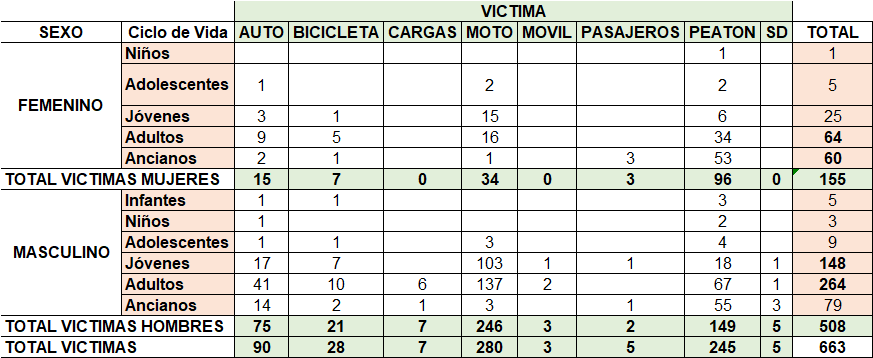 VICTIMA
SEXO Ciclo de Vida AUTO BICICLETA CARGAS MOTO MOVIL PASAJEROS PEATON SD TOTAL
FEMENINO
Niños 1 1
Adolescentes 1 2 2 5
Jóvenes 3 1 15 6 25
Adultos 9 5 16 34 64
Ancianos 2 1 1 3 53 60
TOTAL VICTIMAS MUJERES 15 7 0 34 0 3 96 0 155
MASCULINO
Infantes 1 1 3 5
Niños 1 2 3
Adolescentes 1 1 3 4 9
Jóvenes 17 7 103 1 1 18 1 148
Adultos 41 10 6 137 2 67 1 264
Ancianos 14 2 1 3 1 55 3 79
TOTAL VICTIMAS HOMBRES 75 21 7 246 3 2 149 5 508
TOTAL VICTIMAS 90 28 7 280 3 5 245 5 663